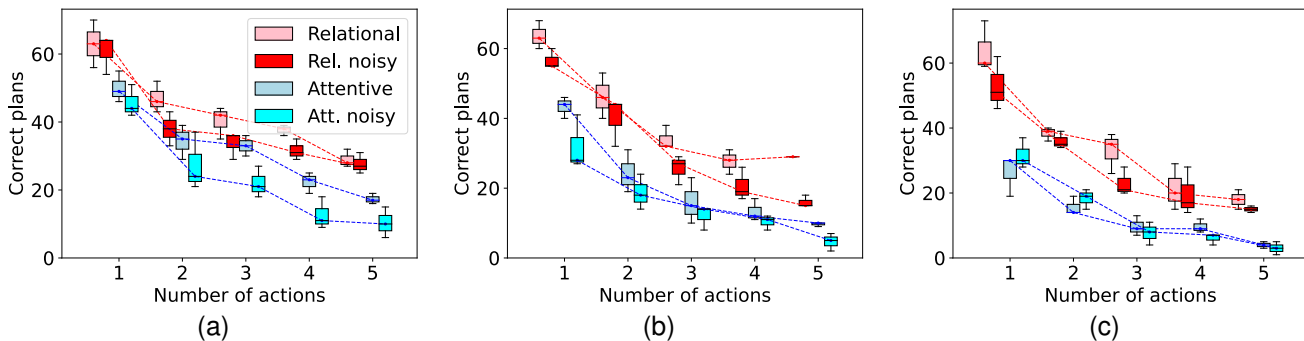 Correct plans
60
40
20
0
1 2 3 4 5
Number of actions
Relational
Rel. noisy
Attentive
Att. noisy
(a)
Correct plans
60
40
20
0
1 2 3 4 5
Number of actions
(b)
Correct plans
60
40
20
0
1 2 3 4 5
Number of actions
(c)